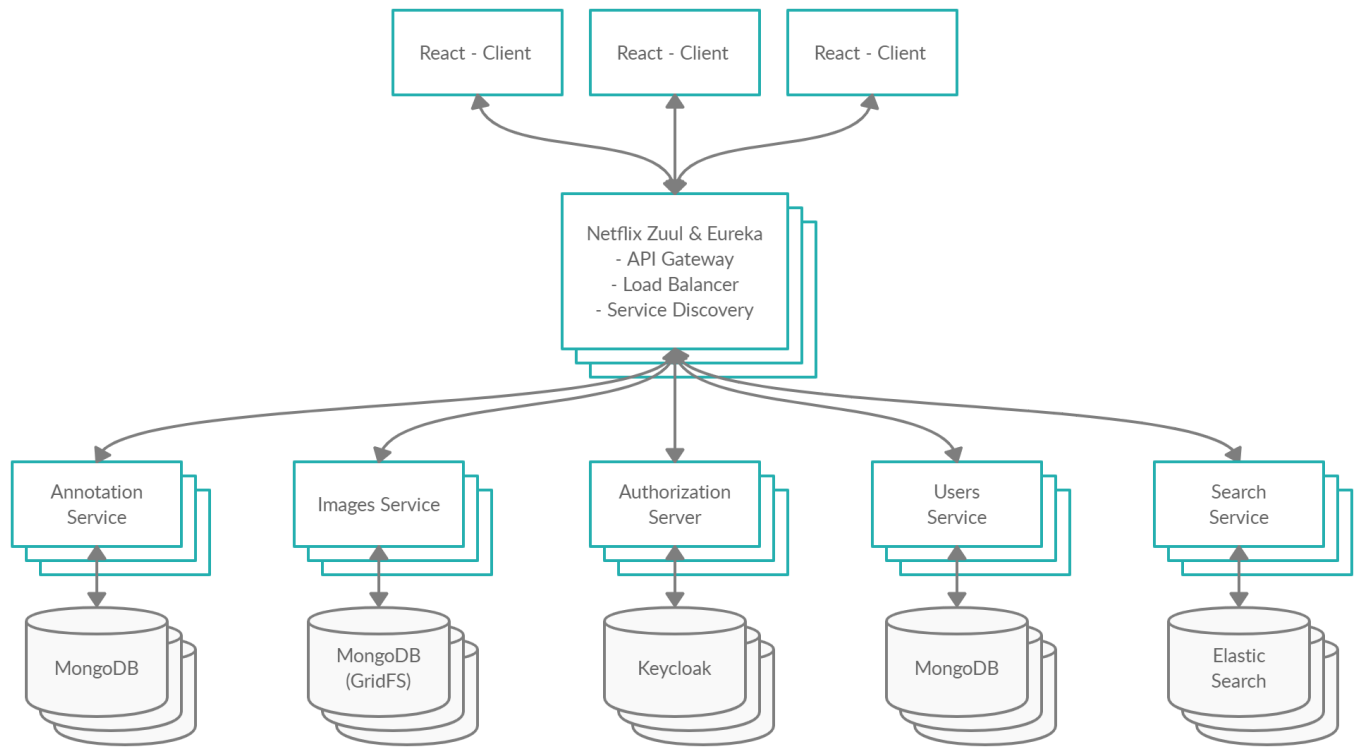 React - Client
React - Client
React - Client
Netflix Zuul & Eureka
- API Gateway
- Load Balancer
- Service Discovery
Annotation
Service
Images Service
Authorization
Server
Users
Service
Search
Service
MongoDB
MongoDB
(GridFS)
Keycloak
MongoDB
Elastic
Search